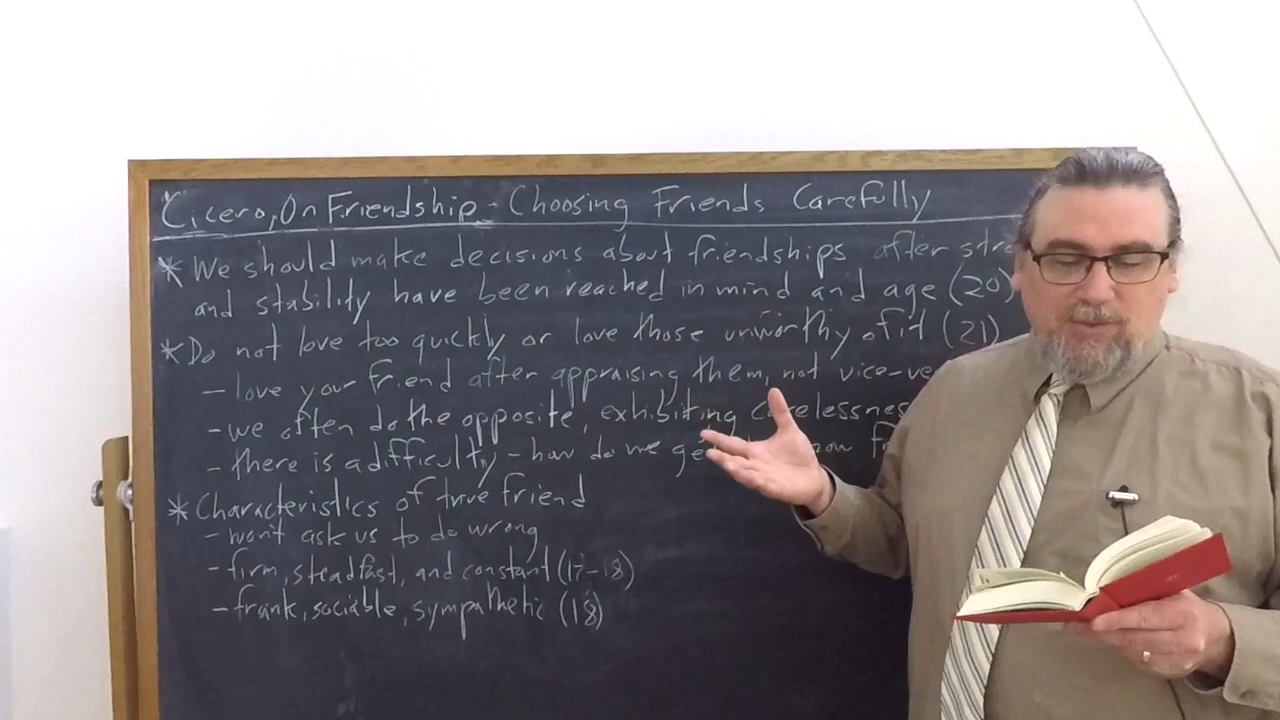 Cicero, On Friendship - Choosing Friends Carefully
* We should make decisions about friendships after
and stability have been reached in mind and age (20)
* Do not love too quickly or love those unworthy of it (21)
- love your friend after appraising them, not
- we often do the opposite, exhibiting
- there is a difficulty - how do we
* Characteristics of true friend
- won't ask us to do wrong
- firm, steadfast, and constant (17-18)
- frank, sociable, sympathetic (18)